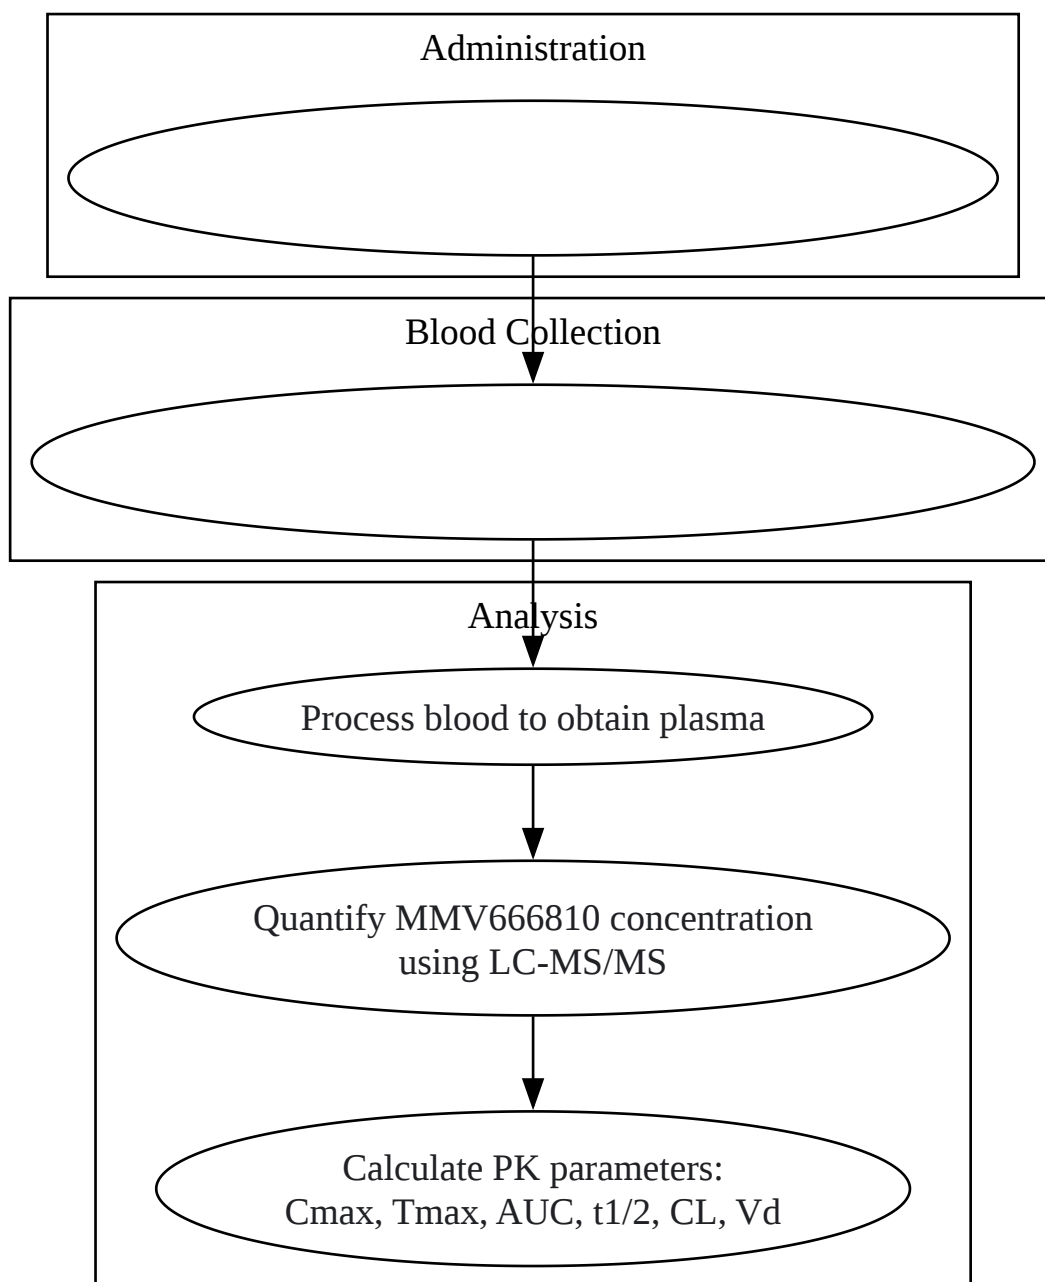 Administration
Blood Collection
Analysis
Process blood to obtain plasma
Quantify MMV666810 concentration
using LC-MS/MS
Calculate PK parameters:
Cmax, Tmax, AUC, t1/2, CL, Vd